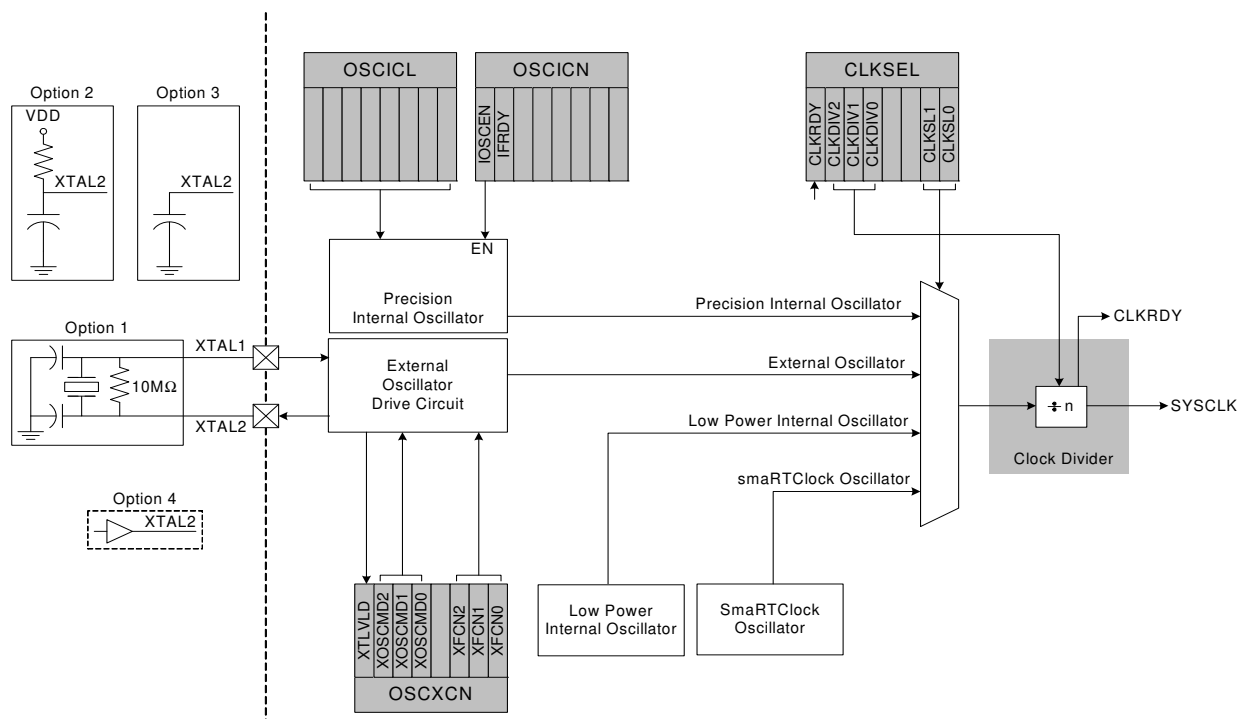 OSCICL
OSCICN
IOSCEN
IFRDY
CLKSEL
CLKRDY
CLKDIV2
CLKDIV1
CLKDIV0
CLKSL1
CLKSL0
Option 2
VDD
XTAL2
Option 3
XTAL2
EN
Precision
Internal Oscillator
Precision Internal Oscillator
CLKRDY
Option 1
XTAL1
10MΩ
XTAL2
External
Oscillator
Drive Circuit
External Oscillator
Low Power Internal Oscillator
smaRTClock Oscillator
÷ n
SYSCLK
Clock Divider
Option 4
XTAL2
XTLVLD
XOSCMD2
XOSCMD1
XOSCMD0
XFCN2
XFCN1
XFCN0
OSCXCN
Low Power
Internal Oscillator
SmaRTClock
Oscillator